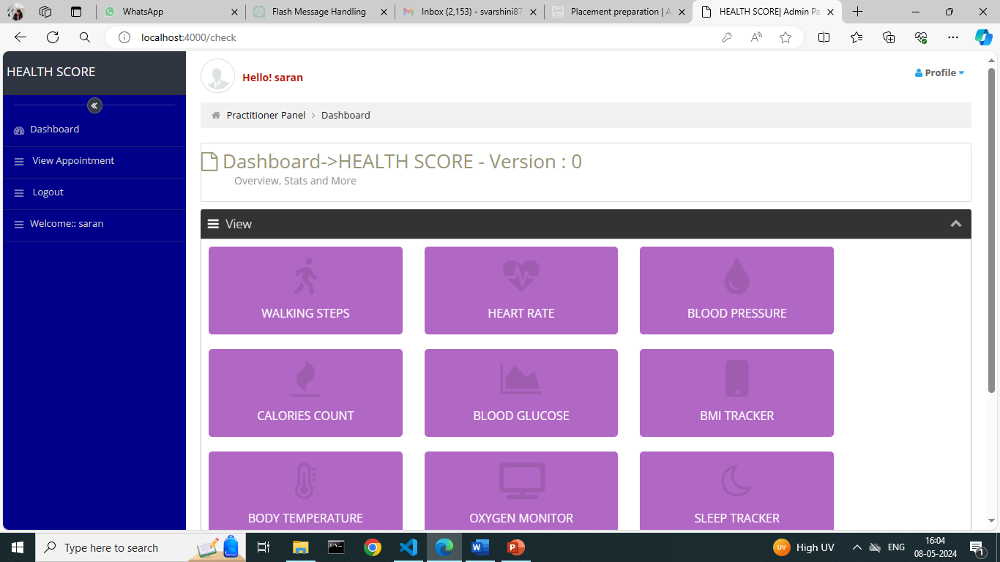 WhatsApp
Flash Message Handling
Inbox (2,153) - svarshini87
Placement preparation | A
HEALTH SCORE| Admin Pa
localhost:4000/check
HEALTH SCORE
Hello! saran
Profile
Practitioner Panel > Dashboard
Dashboard
View Appointment
Logout
Welcome:: saran
Dashboard->HEALTH SCORE - Version : 0
Overview, Stats and More
View
WALKING STEPS
HEART RATE
BLOOD PRESSURE
CALORIES COUNT
BLOOD GLUCOSE
BMI TRACKER
BODY TEMPERATURE
OXYGEN MONITOR
SLEEP TRACKER
Type here to search
UV
High UV
ENG
16:04
08-05-2024
1